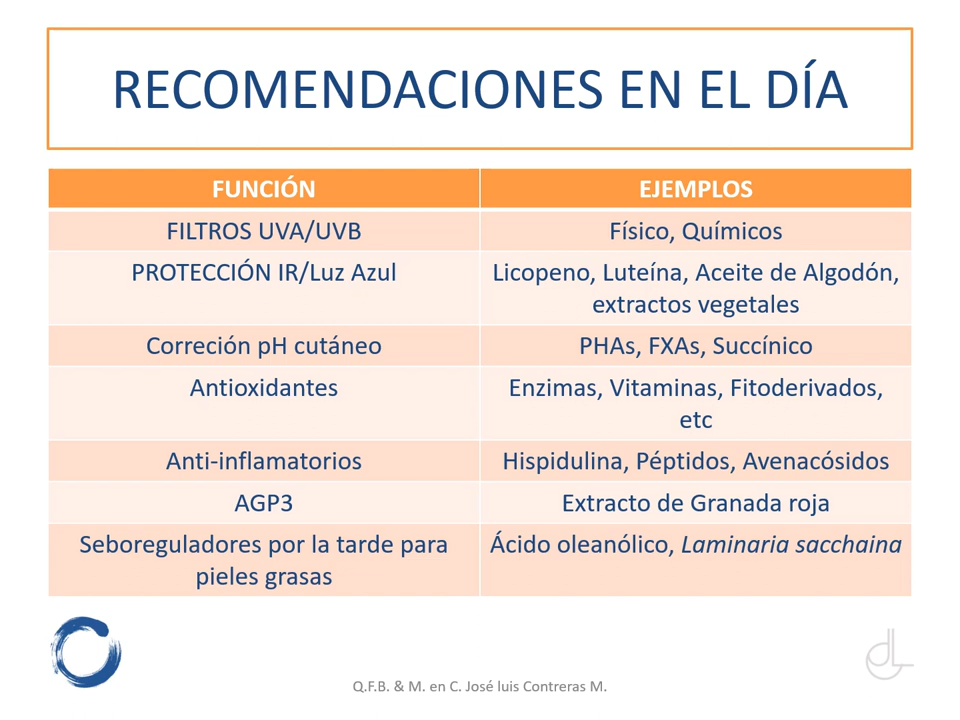 RECOMENDACIONES EN EL DÍA
FUNCIÓN
EJEMPLOS
FILTROS UVA/UVB
Físico, Químicos
PROTECCIÓN IR/Luz Azul
Licopeno, Luteína, Aceite de Algodón,
extractos vegetales
Correción pH cutáneo
PHAs, FXAs, Succínico
Antioxidantes
Enzimas, Vitaminas, Fitoderivados,
etc
Anti-inflamatorios
Hispidulina, Péptidos, Avenacósidos
AGP3
Extracto de Granada roja
Seboreguladores por la tarde para
pieles grasas
Ácido oleanólico, Laminaria sacchaina
Q.F.B. & M. en C. José luis Contreras M.